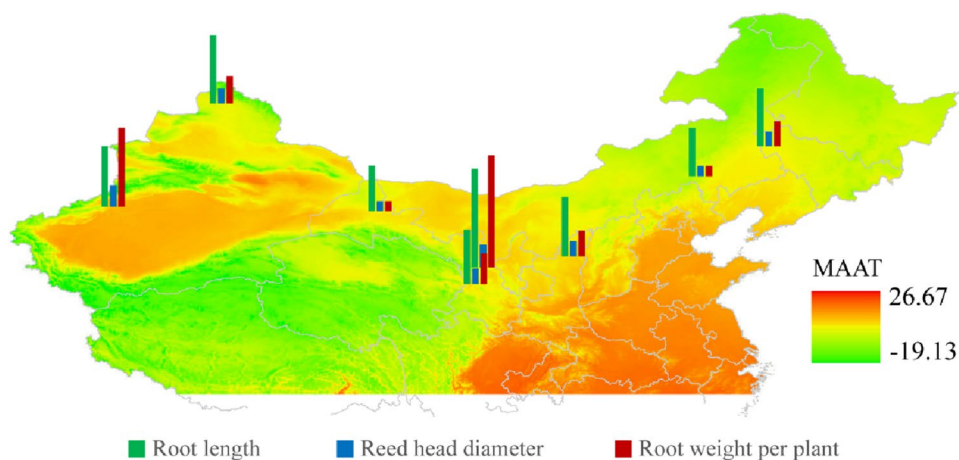 MAAT
26.67
-19.13
Root length
Reed head diameter
Root weight per plant